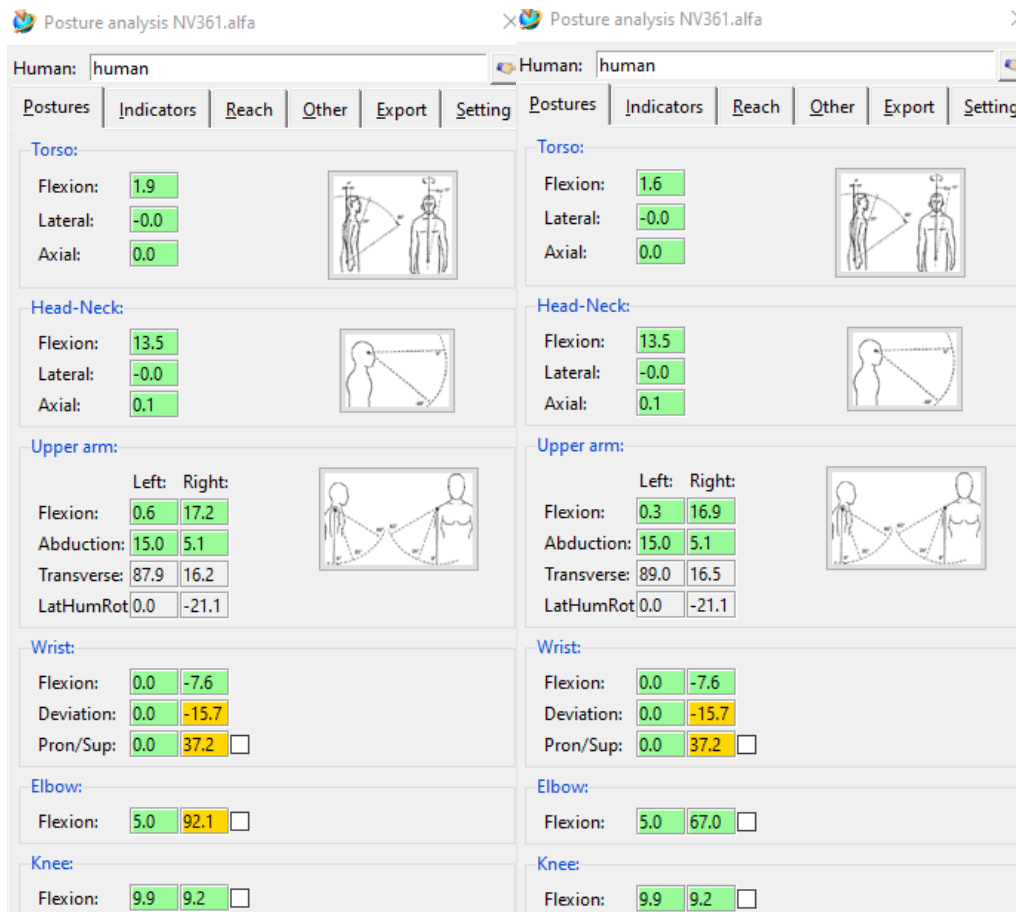 Posture analysis NV361.alfa
Human: human
Postures Indicators Reach Other Export Setting
Torso:
Flexion: 1.9
Lateral: -0.0
Axial: 0.0
Head-Neck:
Flexion: 13.5
Lateral: -0.0
Axial: 0.1
Upper arm:
Left: Right:
Flexion: 0.6 17.2
Abduction: 15.0 5.1
Transverse: 87.9 16.2
LatHumRot 0.0 -21.1
Wrist:
Flexion: 0.0 -7.6
Deviation: 0.0 -15.7
Pron/Sup: 0.0 37.2
Elbow:
Flexion: 5.0 92.1
Knee:
Flexion: 9.9 9.2
Posture analysis NV361.alfa
Human: human
Postures Indicators Reach Other Export Setting
Torso:
Flexion: 1.6
Lateral: -0.0
Axial: 0.0
Head-Neck:
Flexion: 13.5
Lateral: -0.0
Axial: 0.1
Upper arm:
Left: Right:
Flexion: 0.3 16.9
Abduction: 15.0 5.1
Transverse: 89.0 16.5
LatHumRot 0.0 -21.1
Wrist:
Flexion: 0.0 -7.6
Deviation: 0.0 -15.7
Pron/Sup: 0.0 37.2
Elbow:
Flexion: 5.0 67.0
Knee:
Flexion: 9.9 9.2